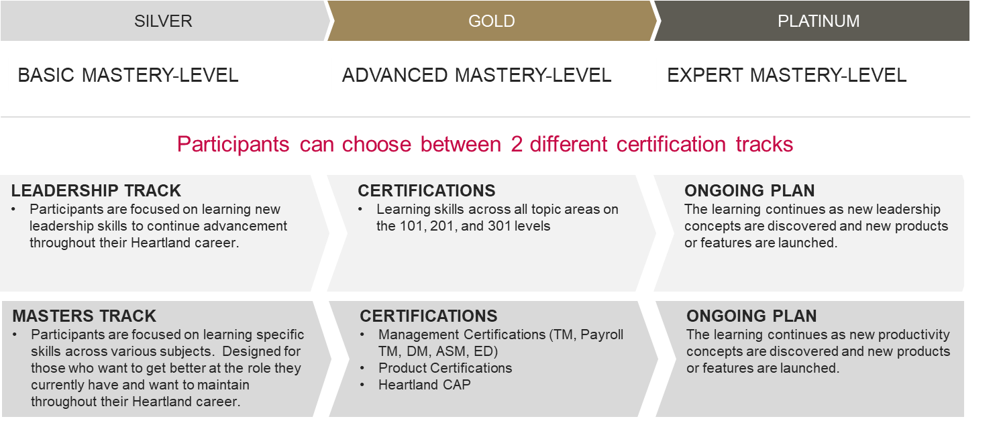 SILVER
GOLD
PLATINUM
BASIC MASTERY-LEVEL
ADVANCED MASTERY-LEVEL
EXPERT MASTERY-LEVEL
Participants can choose between 2 different certification tracks
LEADERSHIP TRACK
• Participants are focused on learning new
leadership skills to continue advancement
throughout their Heartland career.
CERTIFICATIONS
• Learning skills across all topic areas on
the 101, 201, and 301 levels
ONGOING PLAN
The learning continues as new leadership
concepts are discovered and new products
or features are launched.
MASTERS TRACK
• Participants are focused on learning specific
skills across various subjects. Designed for
those who want to get better at the role they
currently have and want to maintain
throughout their Heartland career.
CERTIFICATIONS
• Management Certifications (TM, Payroll
TM, DM, ASM, ED)
• Product Certifications
• Heartland CAP
ONGOING PLAN
The learning continues as new productivity
concepts are discovered and new products
or features are launched.